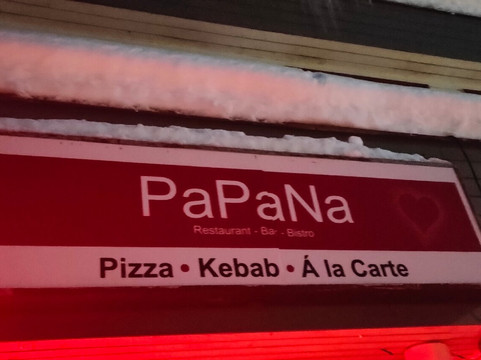 PaPaNa
Restaurant - Bar - Bistro
Pizza • Kebab • Á la Carte